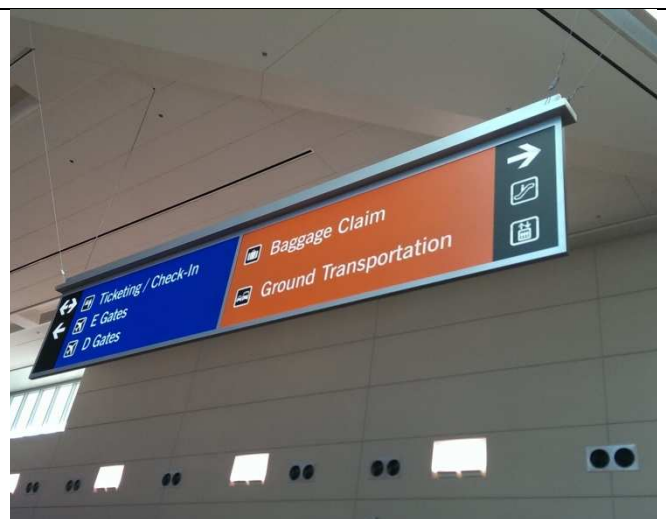 Ticketing / Check-In
E Gates
D Gates
Baggage Claim
Ground Transportation